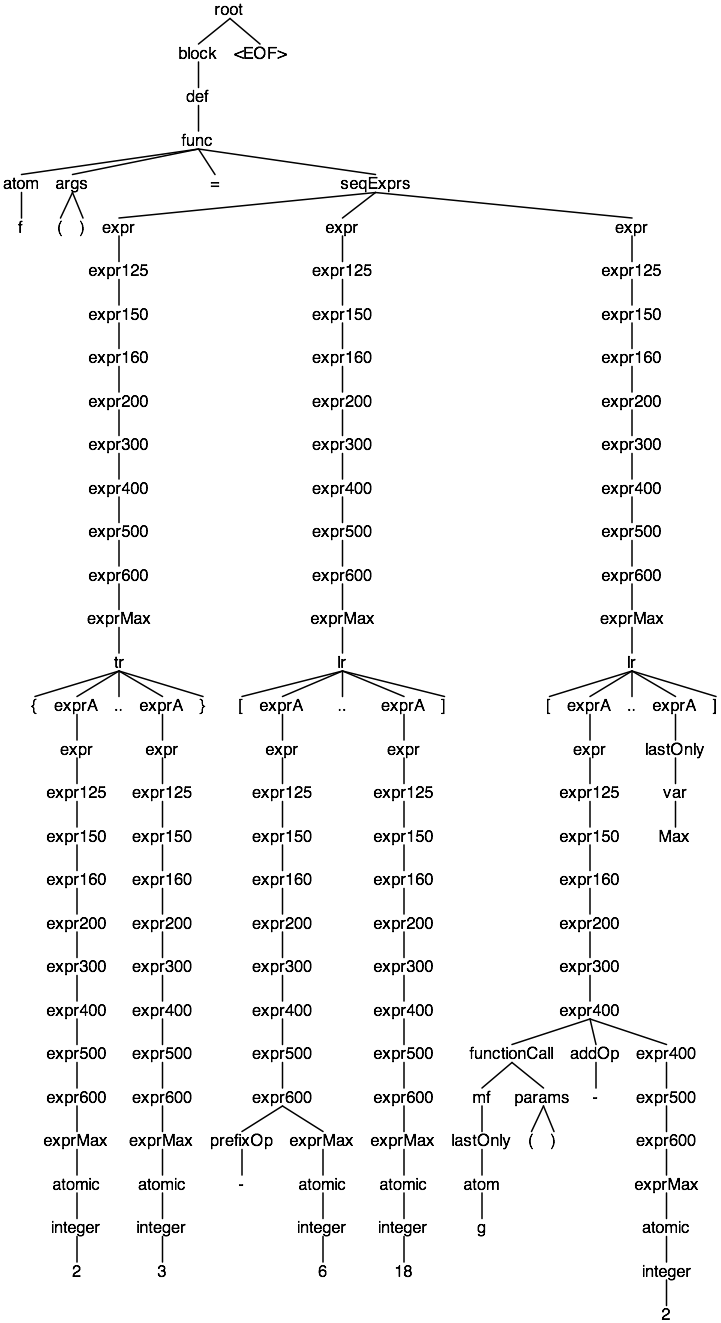 root
block <EOF>
def
func
atom args = seqExprs
f ( ) expr expr expr
expr125 expr125 expr125
expr150 expr150 expr150
expr160 expr160 expr160
expr200 expr200 expr200
expr300 expr300 expr300
expr400 expr400 expr400
expr500 expr500 expr500
expr600 expr600 expr600
exprMax exprMax exprMax
tr lr lr
{ exprA .. exprA } [ exprA .. exprA ] [ exprA .. exprA ]
expr expr expr expr expr lastOnly
expr125 expr125 expr125 expr125 expr125 var
expr150 expr150 expr150 expr150 expr150 Max
expr160 expr160 expr160 expr160 expr160
expr200 expr200 expr200 expr200 expr200
expr300 expr300 expr300 expr300 expr300
expr400 expr400 expr400 expr400 expr400
expr500 expr500 expr500 expr500 functionCall addOp expr400
expr600 expr600 expr600 expr600 mf params - expr500
exprMax exprMax prefixOp exprMax exprMax lastOnly ( ) expr600
atomic atomic - atomic atomic atom exprMax
integer integer integer integer g atomic
2 3 6 18 integer
2